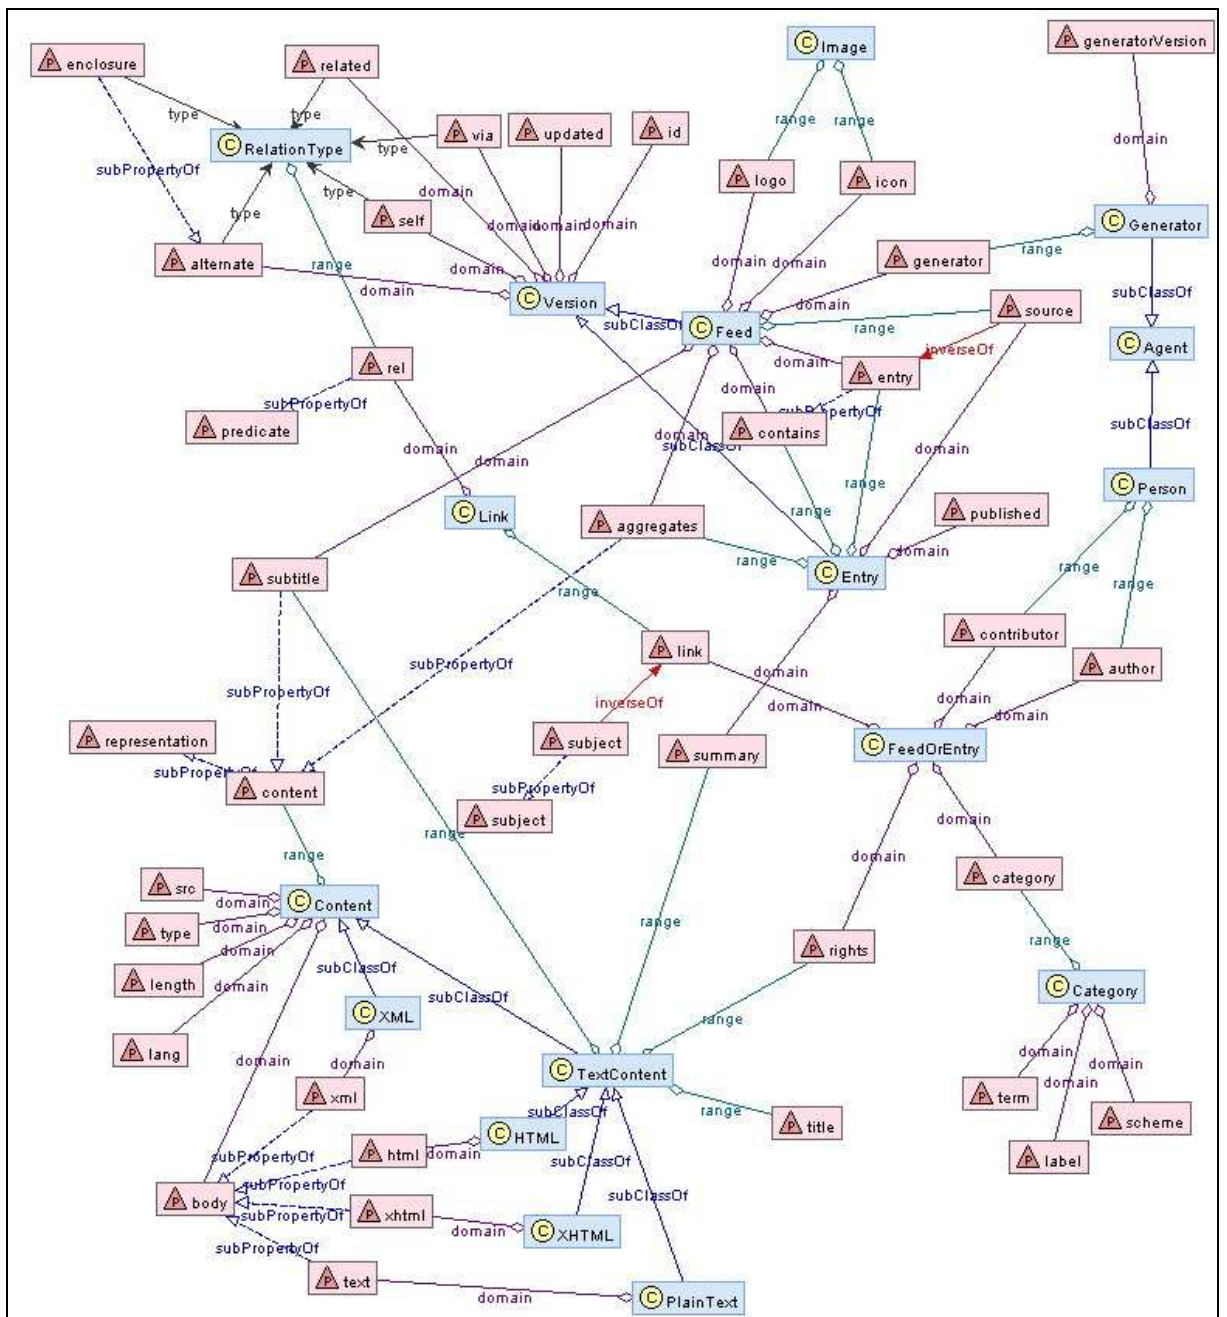 C Image
P generatorVersion
P enclosure
P related
type
type
range
range
P via
P updated
P id
C RelationType
type
domain
subPropertyOf
P logo
P icon
type
type
domain
P self
domain
domain
domain
C Generator
P alternate
range
domain
domain
domain
P generator
range
domain
domain
subClassOf
C Version
P source
subClassOf
C Feed
range
C Agent
P rel
domain
inverseOf
P entry
domain
subPropertyOf
subPropertyOf
subClassOf
P predicate
P contains
domain
domain
subClassOf
domain
domain
range
C Person
C Link
P aggregates
range
P published
domain
range
P subtitle
range
C Entry
range
range
P contributor
P link
subPropertyOf
domain
P author
subPropertyOf
inverseOf
domain
domain
domain
P representation
P subject
P summary
C FeedOrEntry
subPropertyOf
P content
subPropertyOf
P subject
range
domain
range
domain
P category
P src
domain
C Content
P type
domain
range
P rights
range
domain
subClassOf
P length
domain
subClassOf
C Category
C XML
range
P lang
domain
domain
C TextContent
domain
domain
P xml
subClassOf
range
P title
P term
domain
P scheme
C HTML
P html
domain
subPropertyOf
subClassOf
P label
P body
subClassOf
subPropertyOf
P xhtml
domain
C XHTML
subPropertyOf
P text
domain
C PlainText